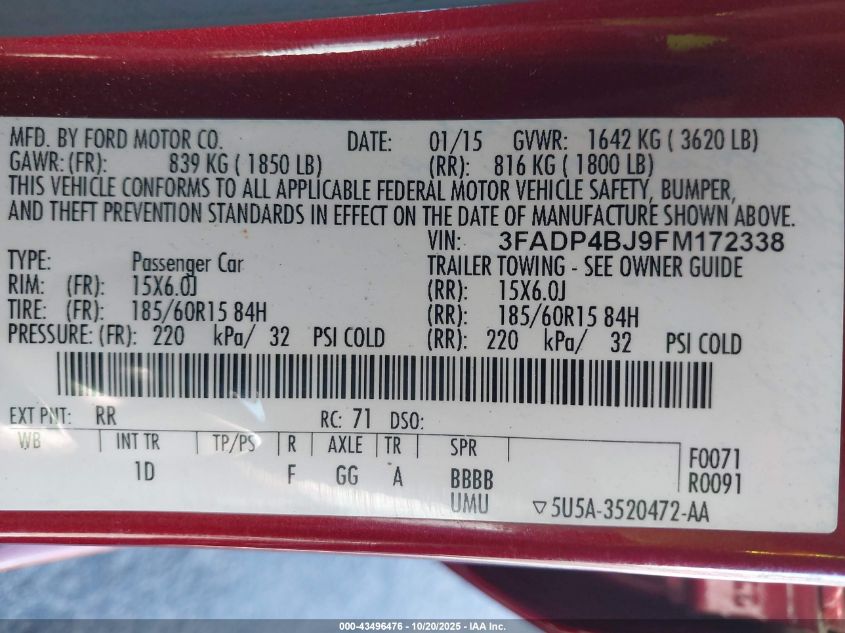 MFD. BY FORD MOTOR CO. DATE: 01/15 GVWR: 1642 KG ( 3620 LB)
GAWR: (FR): 839 KG ( 1850 LB) (RR): 816 KG ( 1800 LB)
THIS VEHICLE CONFORMS TO ALL APPLICABLE FEDERAL MOTOR VEHICLE SAFETY, BUMPER,
AND THEFT PREVENTION STANDARDS IN EFFECT ON THE DATE OF MANUFACTURE SHOWN ABOVE.
VIN: 3FADP4BJ9FM172338
TYPE: Passenger Car TRAILER TOWING - SEE OWNER GUIDE
RIM: (FR): 15X6.0J (RR): 15X6.0J
TIRE: (FR): 185/60R15 84H (RR): 185/60R15 84H
PRESSURE: (FR): 220 kPa/ 32 PSI COLD (RR): 220 kPa/ 32 PSI COLD
EXT PNT: RR RC: 71 DSO:
WB INT TR TP/PS R AXLE TR SPR F0071
1D F GG A BBBB R0091
UMU ▽5U5A-3520472-AA
000-43496476 - 10/20/2025 - IAA Inc.